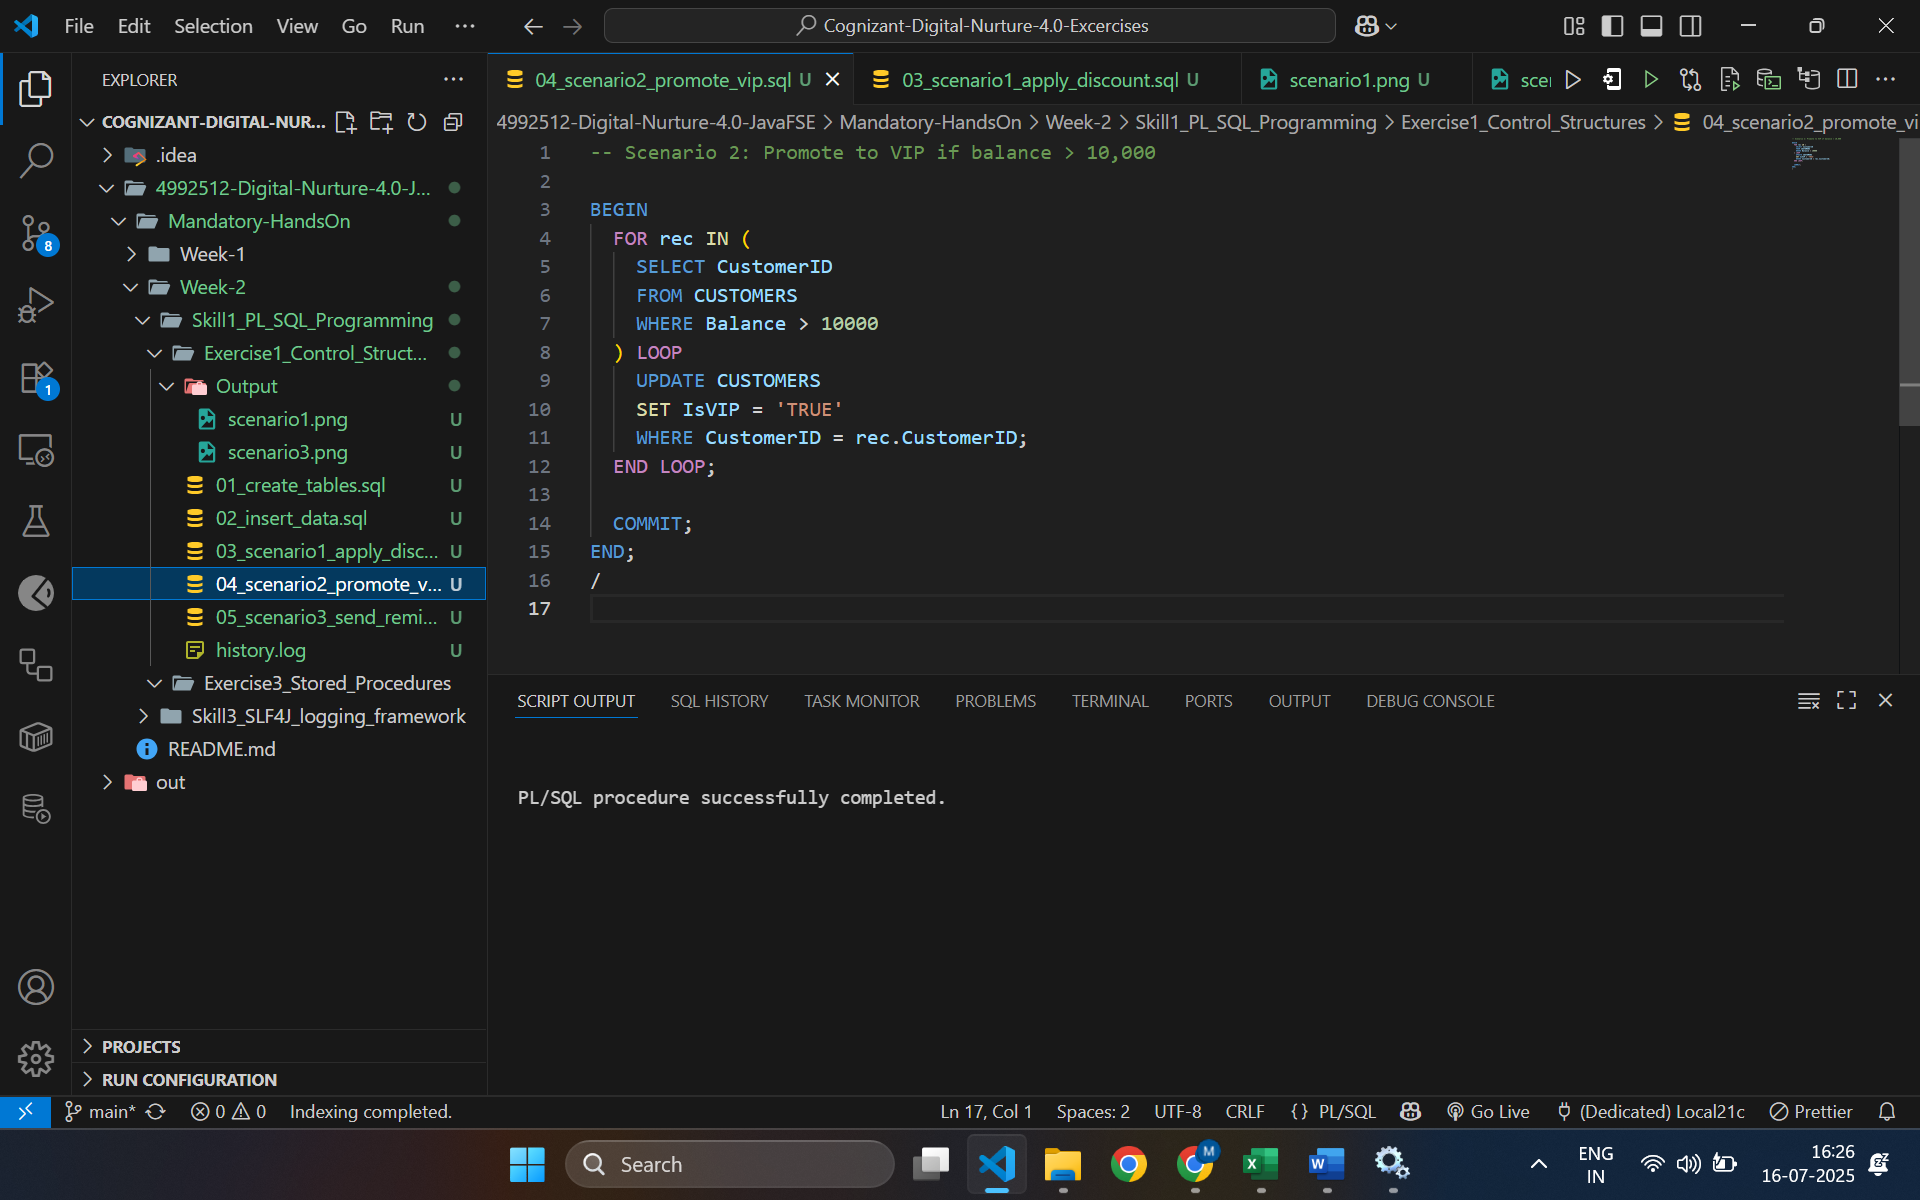 File Edit Selection View Go Run ···
Cognizant-Digital-Nurture-4.0-Excercises
EXPLORER
COGNIZANT-DIGITAL-NUR...
.idea
4992512-Digital-Nurture-4.0-J...
Mandatory-HandsOn
Week-1
Week-2
Skill1_PL_SQL_Programming
Exercise1_Control_Struct...
Output
scenario1.png U
scenario3.png U
01_create_tables.sql U
02_insert_data.sql U
03_scenario1_apply_disc... U
04_scenario2_promote_v... U
05_scenario3_send_remi... U
history.log U
Exercise3_Stored_Procedures
Skill3_SLF4J_logging_framework
README.md
out
PROJECTS
RUN CONFIGURATION
8
1
04_scenario2_promote_vip.sql U 03_scenario1_apply_discount.sql U scenario1.png U
4992512-Digital-Nurture-4.0-JavaFSE > Mandatory-HandsOn > Week-2 > Skill1_PL_SQL_Programming > Exercise1_Control_Structures > 04_scenario2_promote_vi
1 -- Scenario 2: Promote to VIP if balance > 10,000
2
3 BEGIN
4 FOR rec IN (
5 SELECT CustomerID
6 FROM CUSTOMERS
7 WHERE Balance > 10000
8 ) LOOP
9 UPDATE CUSTOMERS
10 SET IsVIP = 'TRUE'
11 WHERE CustomerID = rec.CustomerID;
12 END LOOP;
13
14 COMMIT;
15 END;
16 /
17
SCRIPT OUTPUT SQL HISTORY TASK MONITOR PROBLEMS TERMINAL PORTS OUTPUT DEBUG CONSOLE
PL/SQL procedure successfully completed.
main* 0 0 Indexing completed. Ln 17, Col 1 Spaces: 2 UTF-8 CRLF {} PL/SQL Go Live (Dedicated) Local21c Prettier
Search
M
ENG
IN
16:26
16-07-2025